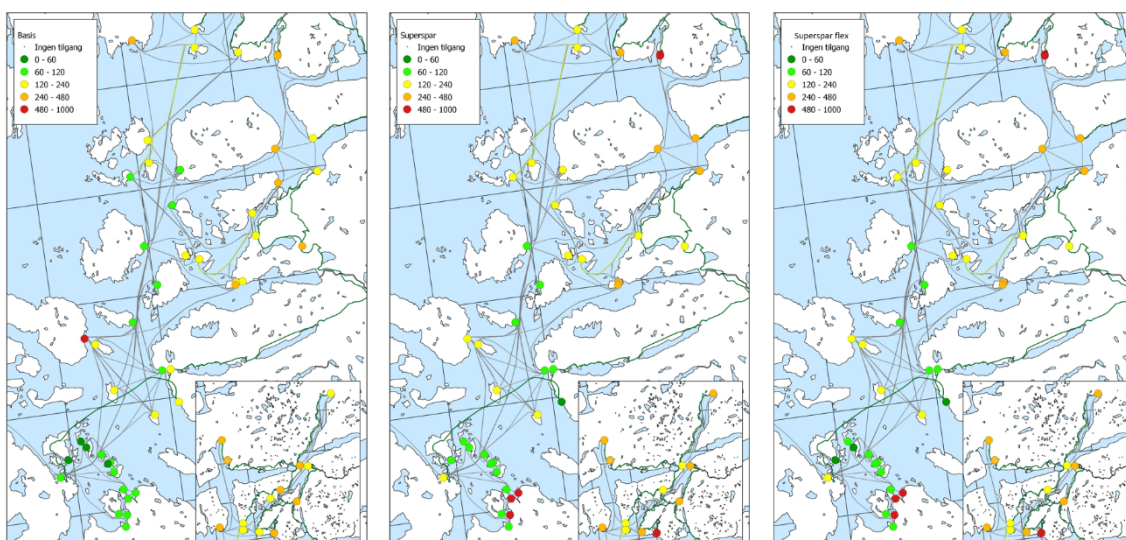 Basis
Ingen tilgang
0 - 60
60 - 120
120 - 240
240 - 480
480 - 1000
Superspar
Ingen tilgang
0 - 60
60 - 120
120 - 240
240 - 480
480 - 1000
Superspar flex
Ingen tilgang
0 - 60
60 - 120
120 - 240
240 - 480
480 - 1000